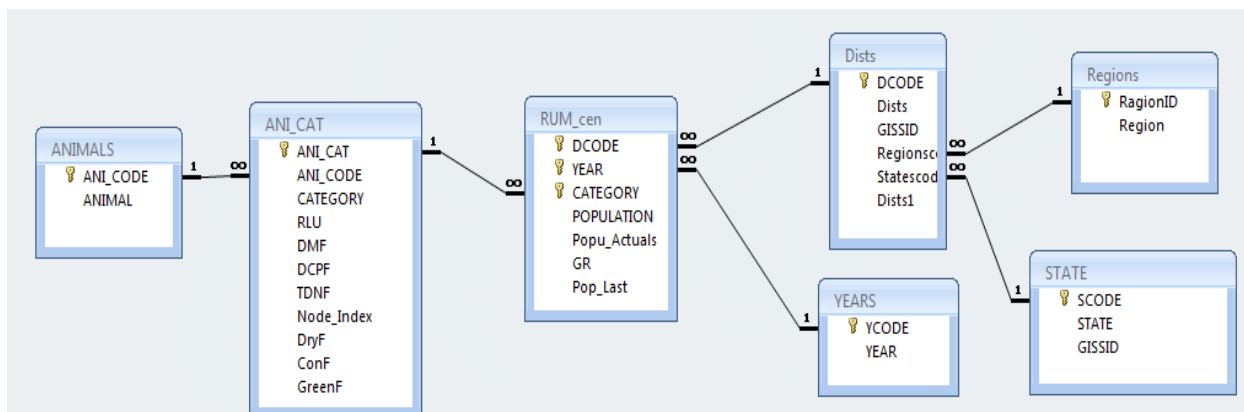 ANIMALS
ANI_CODE
ANIMAL
1
∞
ANI_CAT
ANI_CAT
ANI_CODE
CATEGORY
RLU
DMF
DCPF
TDNF
Node_Index
DryF
ConF
GreenF
1
∞
RUM_cen
DCODE
YEAR
CATEGORY
POPULATION
Popu_Actuals
GR
Pop_Last
∞
∞
1
Dists
DCODE
Dists
GISSID
Regionsco
Statescod
Dists1
∞
∞
1
Regions
RagionID
Region
1
YEARS
YCODE
YEAR
1
STATE
SCODE
STATE
GISSID